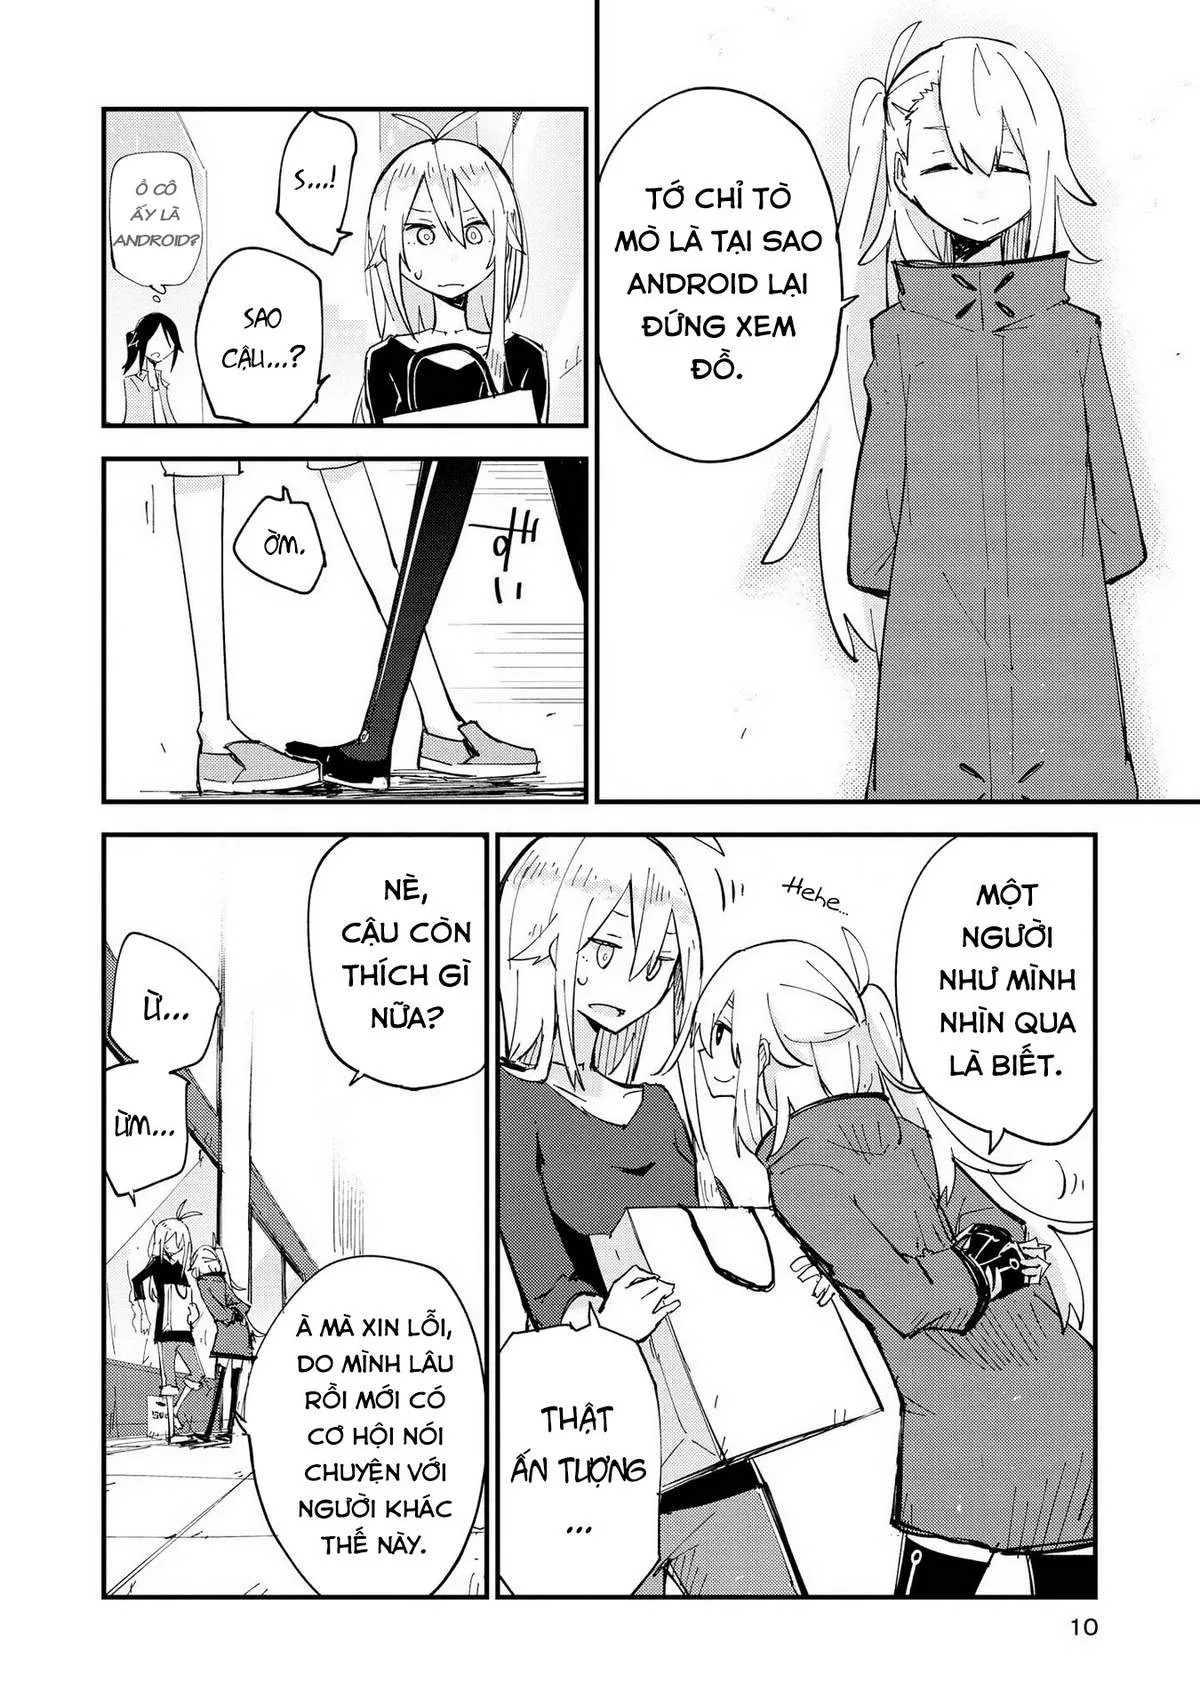 TỚ CHỈ TÒ
MÒ LÀ TẠI SAO
ANDROID LẠI
ĐỨNG XEM
ĐỒ.
S...!
SAO
CẬU...?
Ồ CÔ
ẤY LÀ
ANDROID?
ỜM.
MỘT
NGƯỜI
NHƯ MÌNH
NHÌN QUA
LÀ BIẾT.
Hehe...
THẬT
ẤN TƯỢNG
...
NÈ,
CẬU CÒN
THÍCH GÌ
NỮA?
Ừ...
ỪM...
À MÀ XIN LỖI,
DO MÌNH LÂU
RỒI MỚI CÓ
CƠ HỘI NÓI
CHUYỆN VỚI
NGƯỜI KHÁC
THẾ NÀY.
10